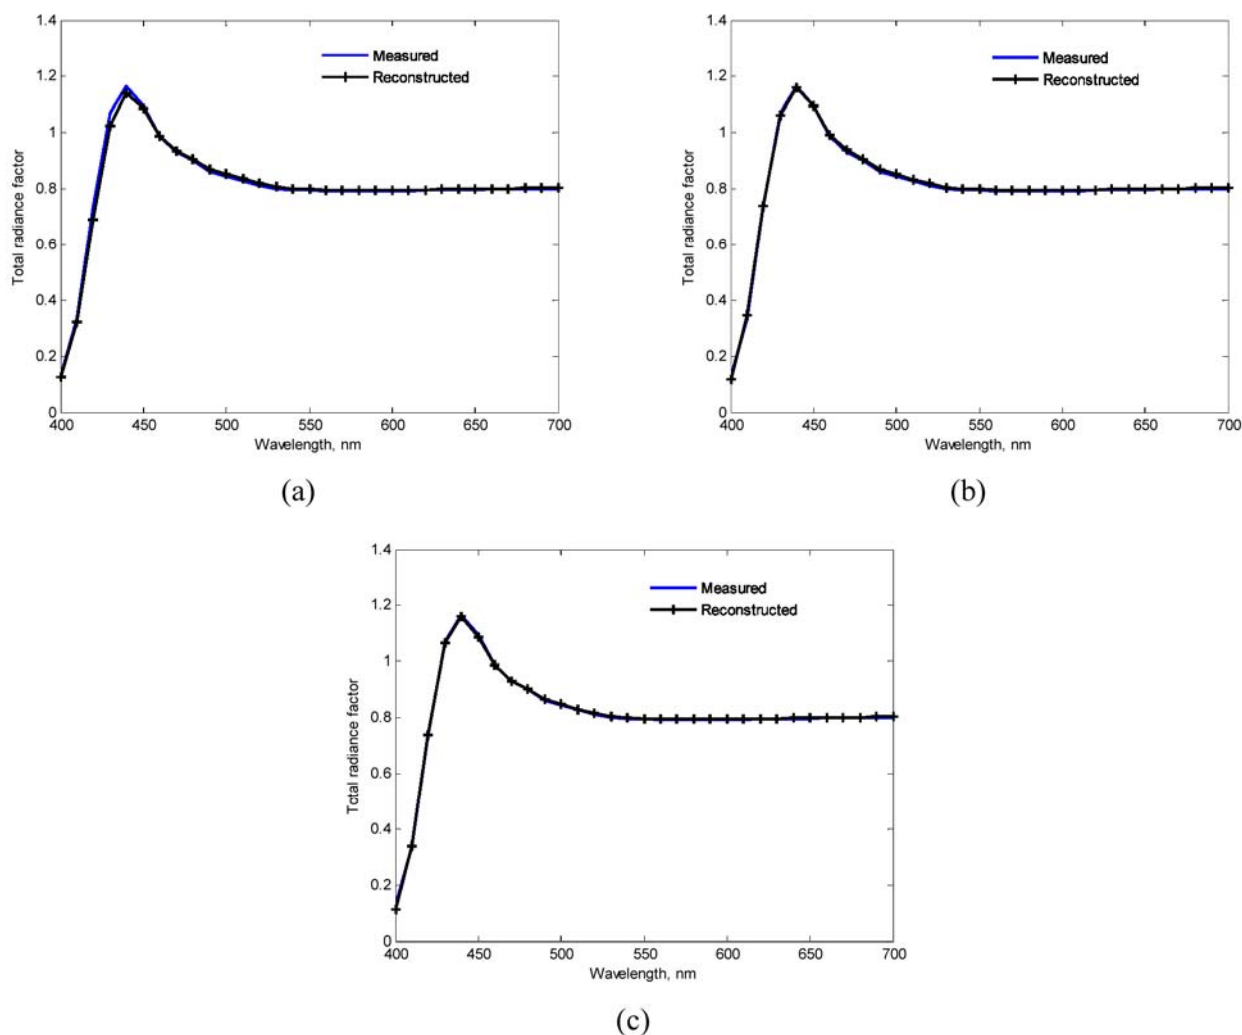 1.4
1.2
1
0.8
0.6
0.4
0.2
0
Total radiance factor
Measured
Reconstructed
400 450 500 550 600 650 700
Wavelength, nm
(a)
1.4
1.2
1
0.8
0.6
0.4
0.2
0
Total radiance factor
Measured
Reconstructed
400 450 500 550 600 650 700
Wavelength, nm
(b)
1.4
1.2
1
0.8
0.6
0.4
0.2
0
Total radiance factor
Measured
Reconstructed
400 450 500 550 600 650 700
Wavelength, nm
(c)